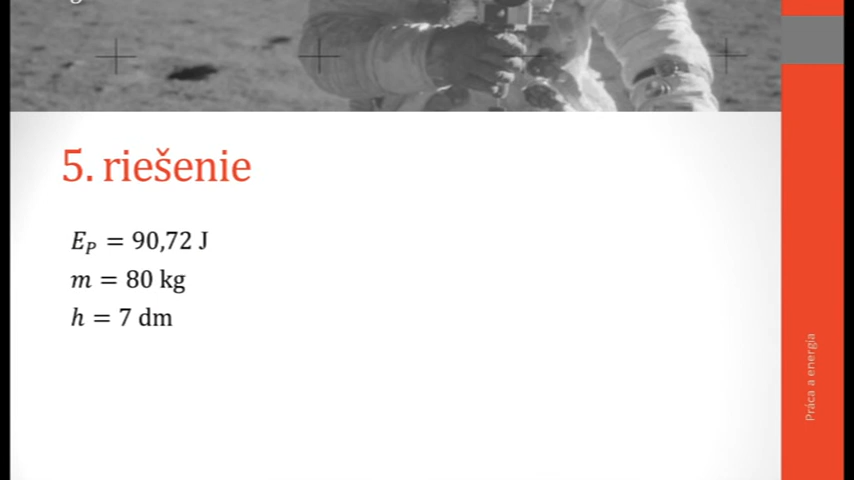 5. riešenie
E_P = 90,72 J
m = 80 kg
h = 7 dm
Práca a energia